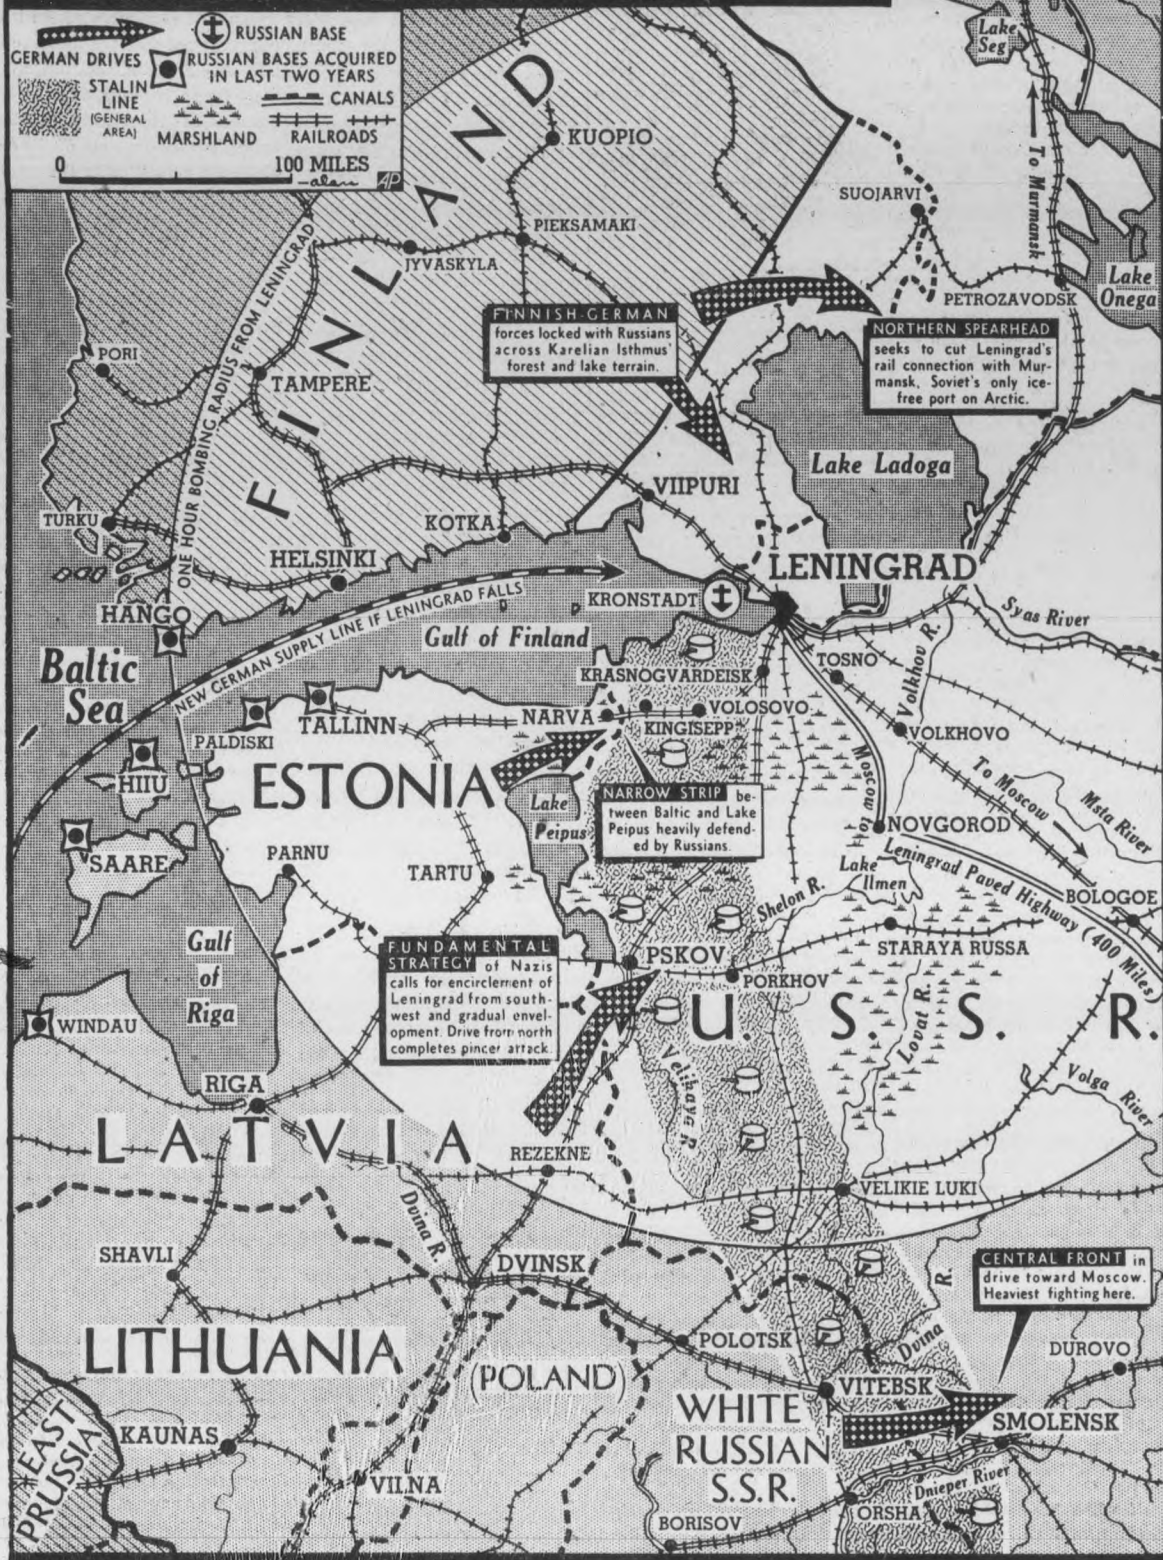 RUSSIAN BASE
GERMAN DRIVES
RUSSIAN BASES ACQUIRED
IN LAST TWO YEARS
STALIN
LINE
(GENERAL
AREA)
MARSHLAND
CANALS
RAILROADS
0
100 MILES
alan
AP
FINLAND
KUOPIO
PIEKSAMAKI
JYVASKYLA
Lake
Seg
To Murmansk
SUOJARVI
PETROZAVODSK
Lake
Onega
ONE HOUR BOMBING RADIUS FROM LENINGRAD
PORI
TAMPERE
FINNISH-GERMAN
forces locked with Russians
across Karelian Isthmus'
forest and lake terrain.
NORTHERN SPEARHEAD
seeks to cut Leningrad's
rail connection with Mur-
mansk, Soviet's only ice-
free port on Arctic.
Lake Ladoga
VIIPURI
TURKU
KOTKA
HELSINKI
HANGO
LENINGRAD
KRONSTADT
NEW GERMAN SUPPLY LINE IF LENINGRAD FALLS
Gulf of Finland
Syas River
Volkhov R.
Baltic
Sea
KRASNOGVARDEISK
TOSNO
TALLINN
PALDISKI
NARVA
VOLOSOVO
KINGISEPP
VOLKHOVO
HIIU
SAARE
ESTONIA
Lake
Peipus
NARROW STRIP be-
tween Baltic and Lake
Peipus heavily defend-
ed by Russians.
Moscow to
Leningrad Paved Highway (400 Miles)
To Moscow
Msta River
NOVGOROD
PARNU
TARTU
Lake
Ilmen
Shelon R.
BOLOGOE
STARAYA RUSSA
Gulf
of
Riga
FUNDAMENTAL
STRATEGY of Nazis
calls for encirclement of
Leningrad from south-
west and gradual envel-
opment. Drive from north
completes pincer attack.
PSKOV
PORKHOV
U. S. S. R.
Lovat R.
WINDAU
Velikaya R.
Volga
River
RIGA
LATVIA
REZEKNE
VELIKIE LUKI
Dvina R.
SHAVLI
DVINSK
CENTRAL FRONT in
drive toward Moscow.
Heaviest fighting here.
Dvina
R.
LITHUANIA
POLOTSK
DUROVO
(POLAND)
VITEBSK
WHITE
RUSSIAN
S.S.R.
SMOLENSK
EAST
PRUSSIA
KAUNAS
VILNA
Dnieper River
ORSHA
BORISOV